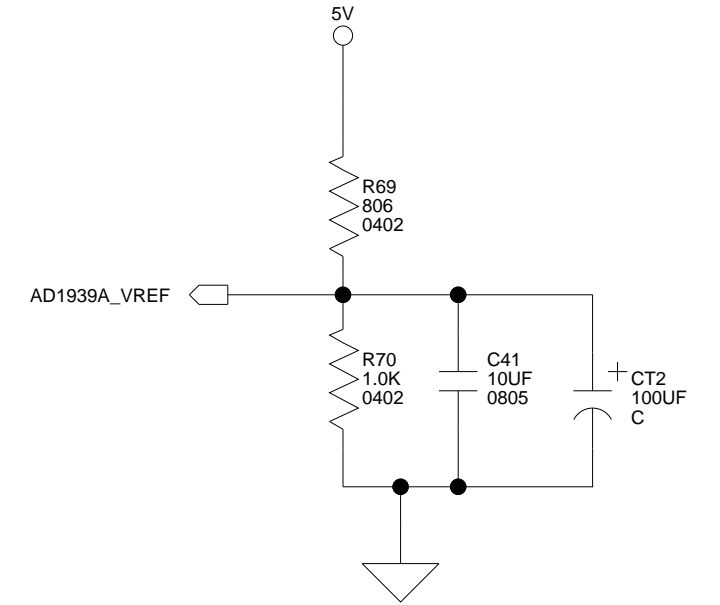 5V
R69
806
0402
AD1939A_VREF
R70
1.0K
0402
C41
10UF
0805
+
CT2
100UF
C